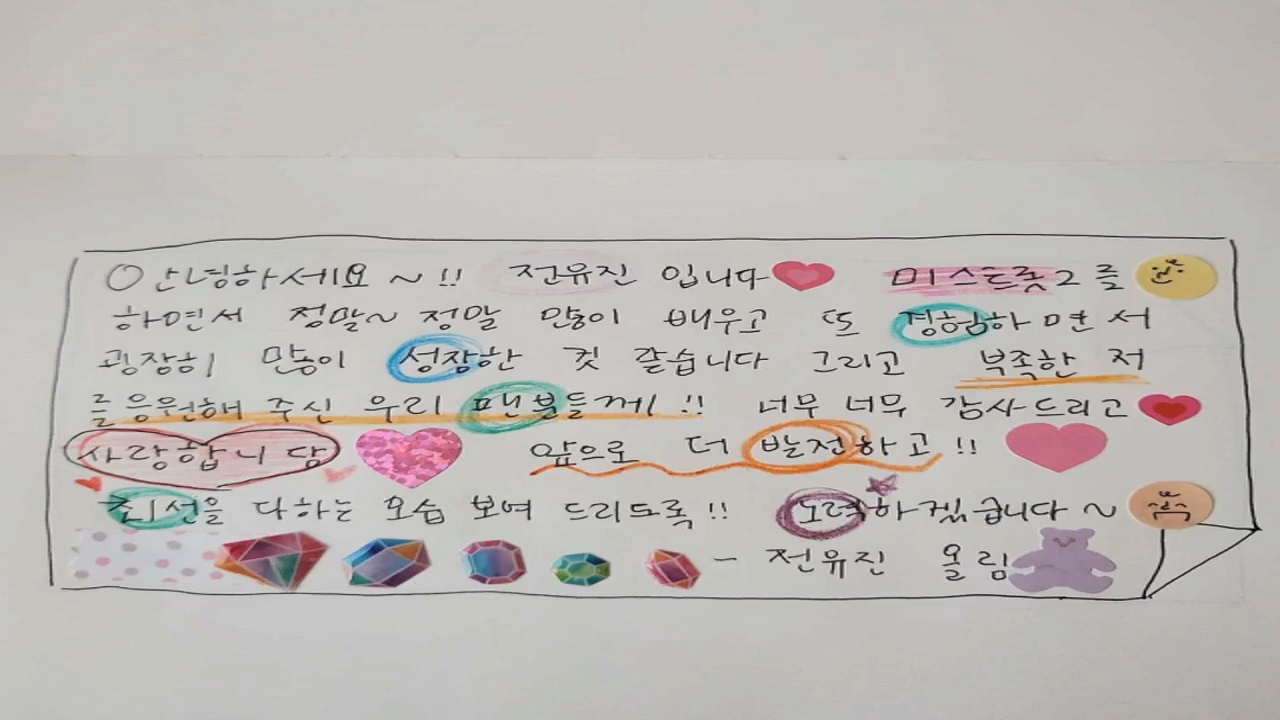 안녕하세요~!! 전유진 입니다 미스트롯2를
하면서 정말~ 정말 많이 배우고 또 경험하면서
굉장히 많이 성장한 것 같습니다 그리고 부족한 저
를 응원해 주신 우리 팬분들께!! 너무 너무 감사드리고
사랑합니당 앞으로 더 발전하고!!
최선을 다하는 모습 보여 드리도록!! 노력하겠습니다~
- 전유진 올림